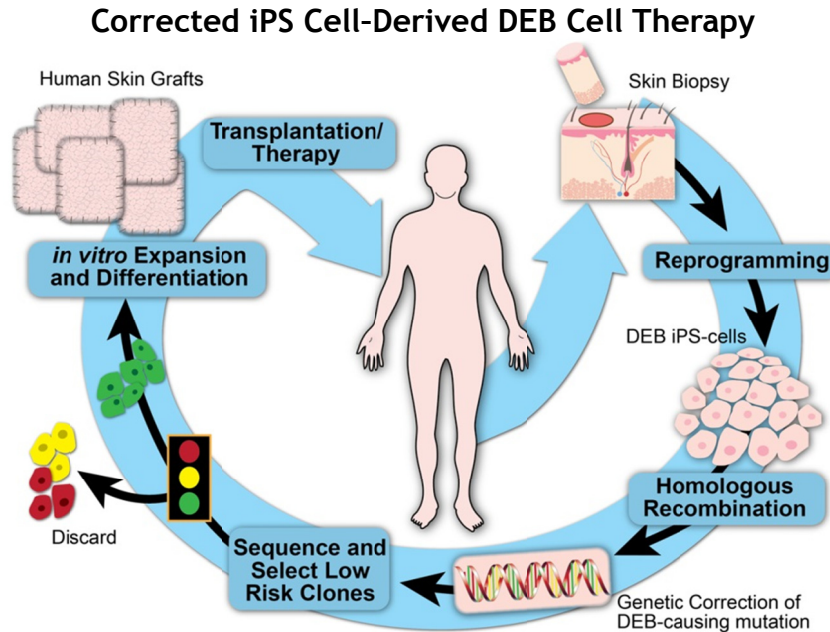 Corrected iPS Cell–Derived DEB Cell Therapy
Human Skin Grafts
Transplantation/
Therapy
Skin Biopsy
Reprogramming
DEB iPS-cells
Homologous
Recombination
Genetic Correction of
DEB-causing mutation
Sequence and
Select Low
Risk Clones
Discard
in vitro Expansion
and Differentiation